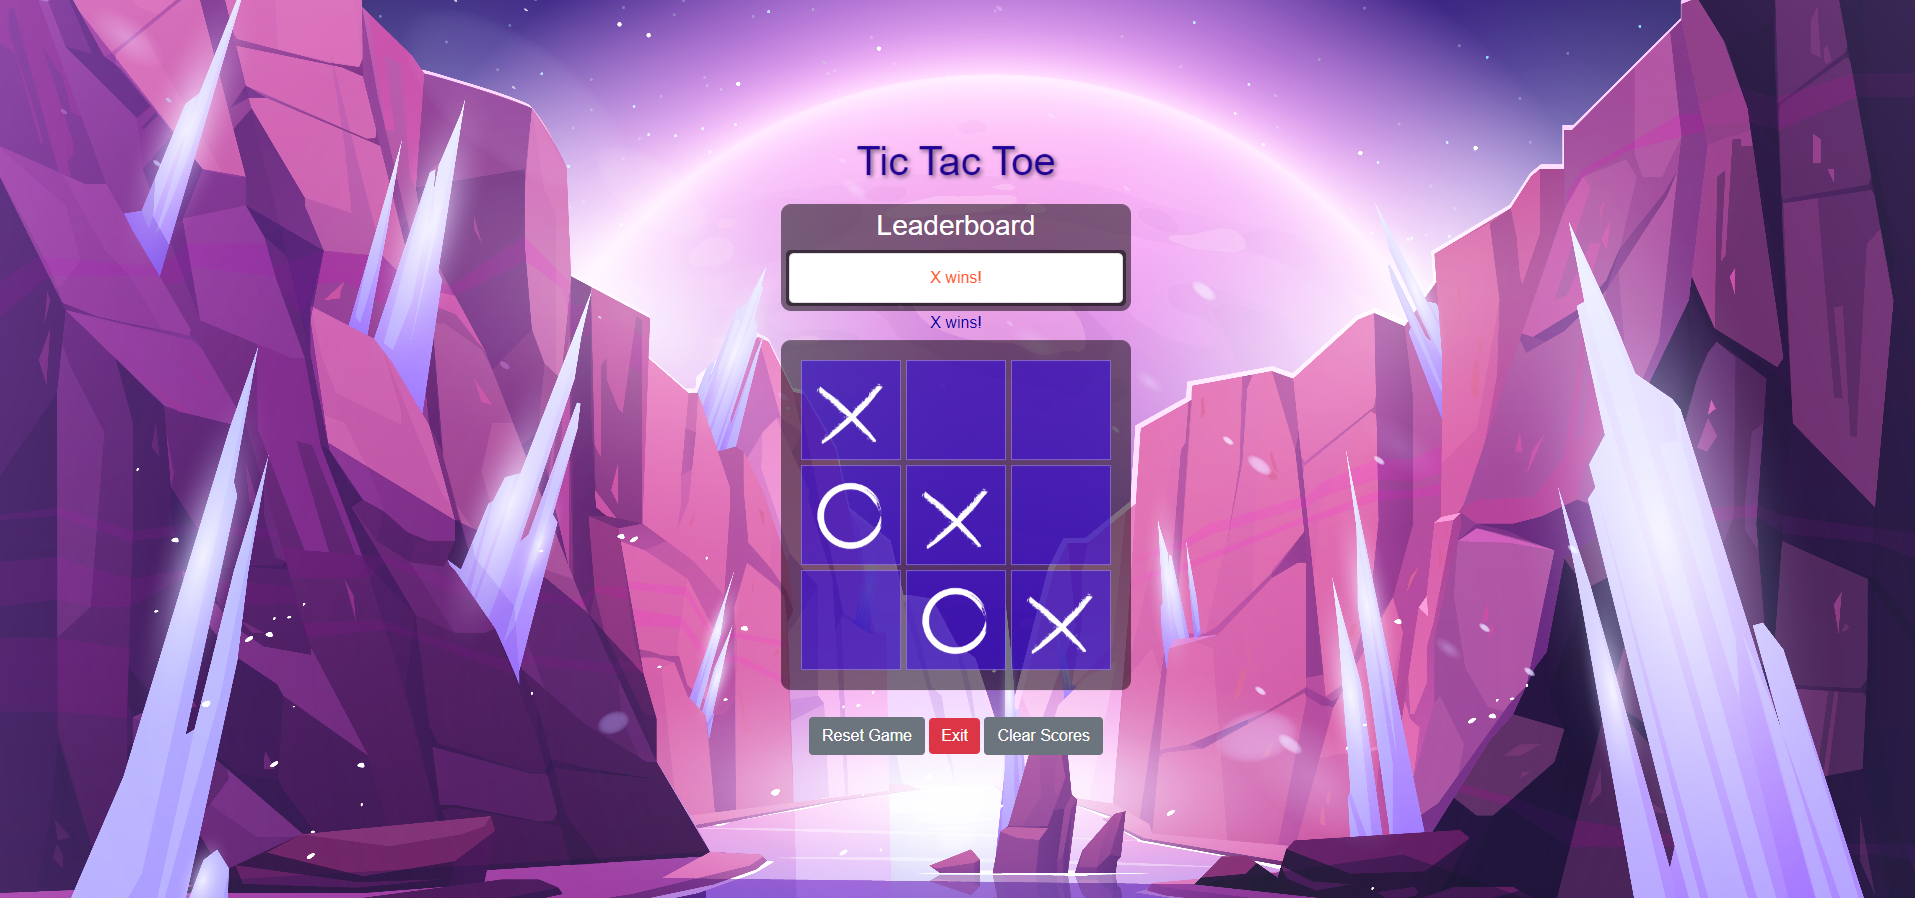 Tic Tac Toe
Leaderboard
X wins!
X wins!
Reset Game Exit Clear Scores